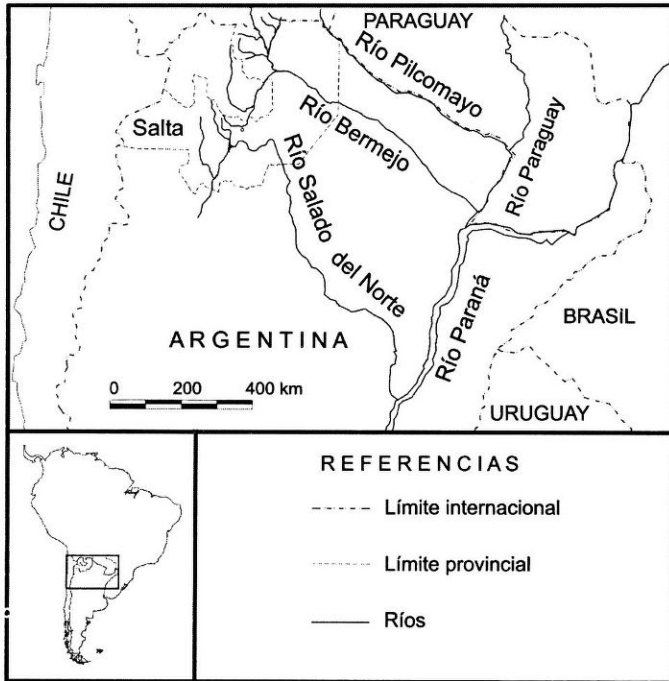 PARAGUAY
Río Pilcomayo
Salta
Río Bermejo
Río Paraguay
CHILE
Río Salado del Norte
Río Paraná
BRASiL
ARGENTINA
0 200 400 km
URUGUAY
REFERENCIAS
Límite internacional
Límite provincial
Ríos